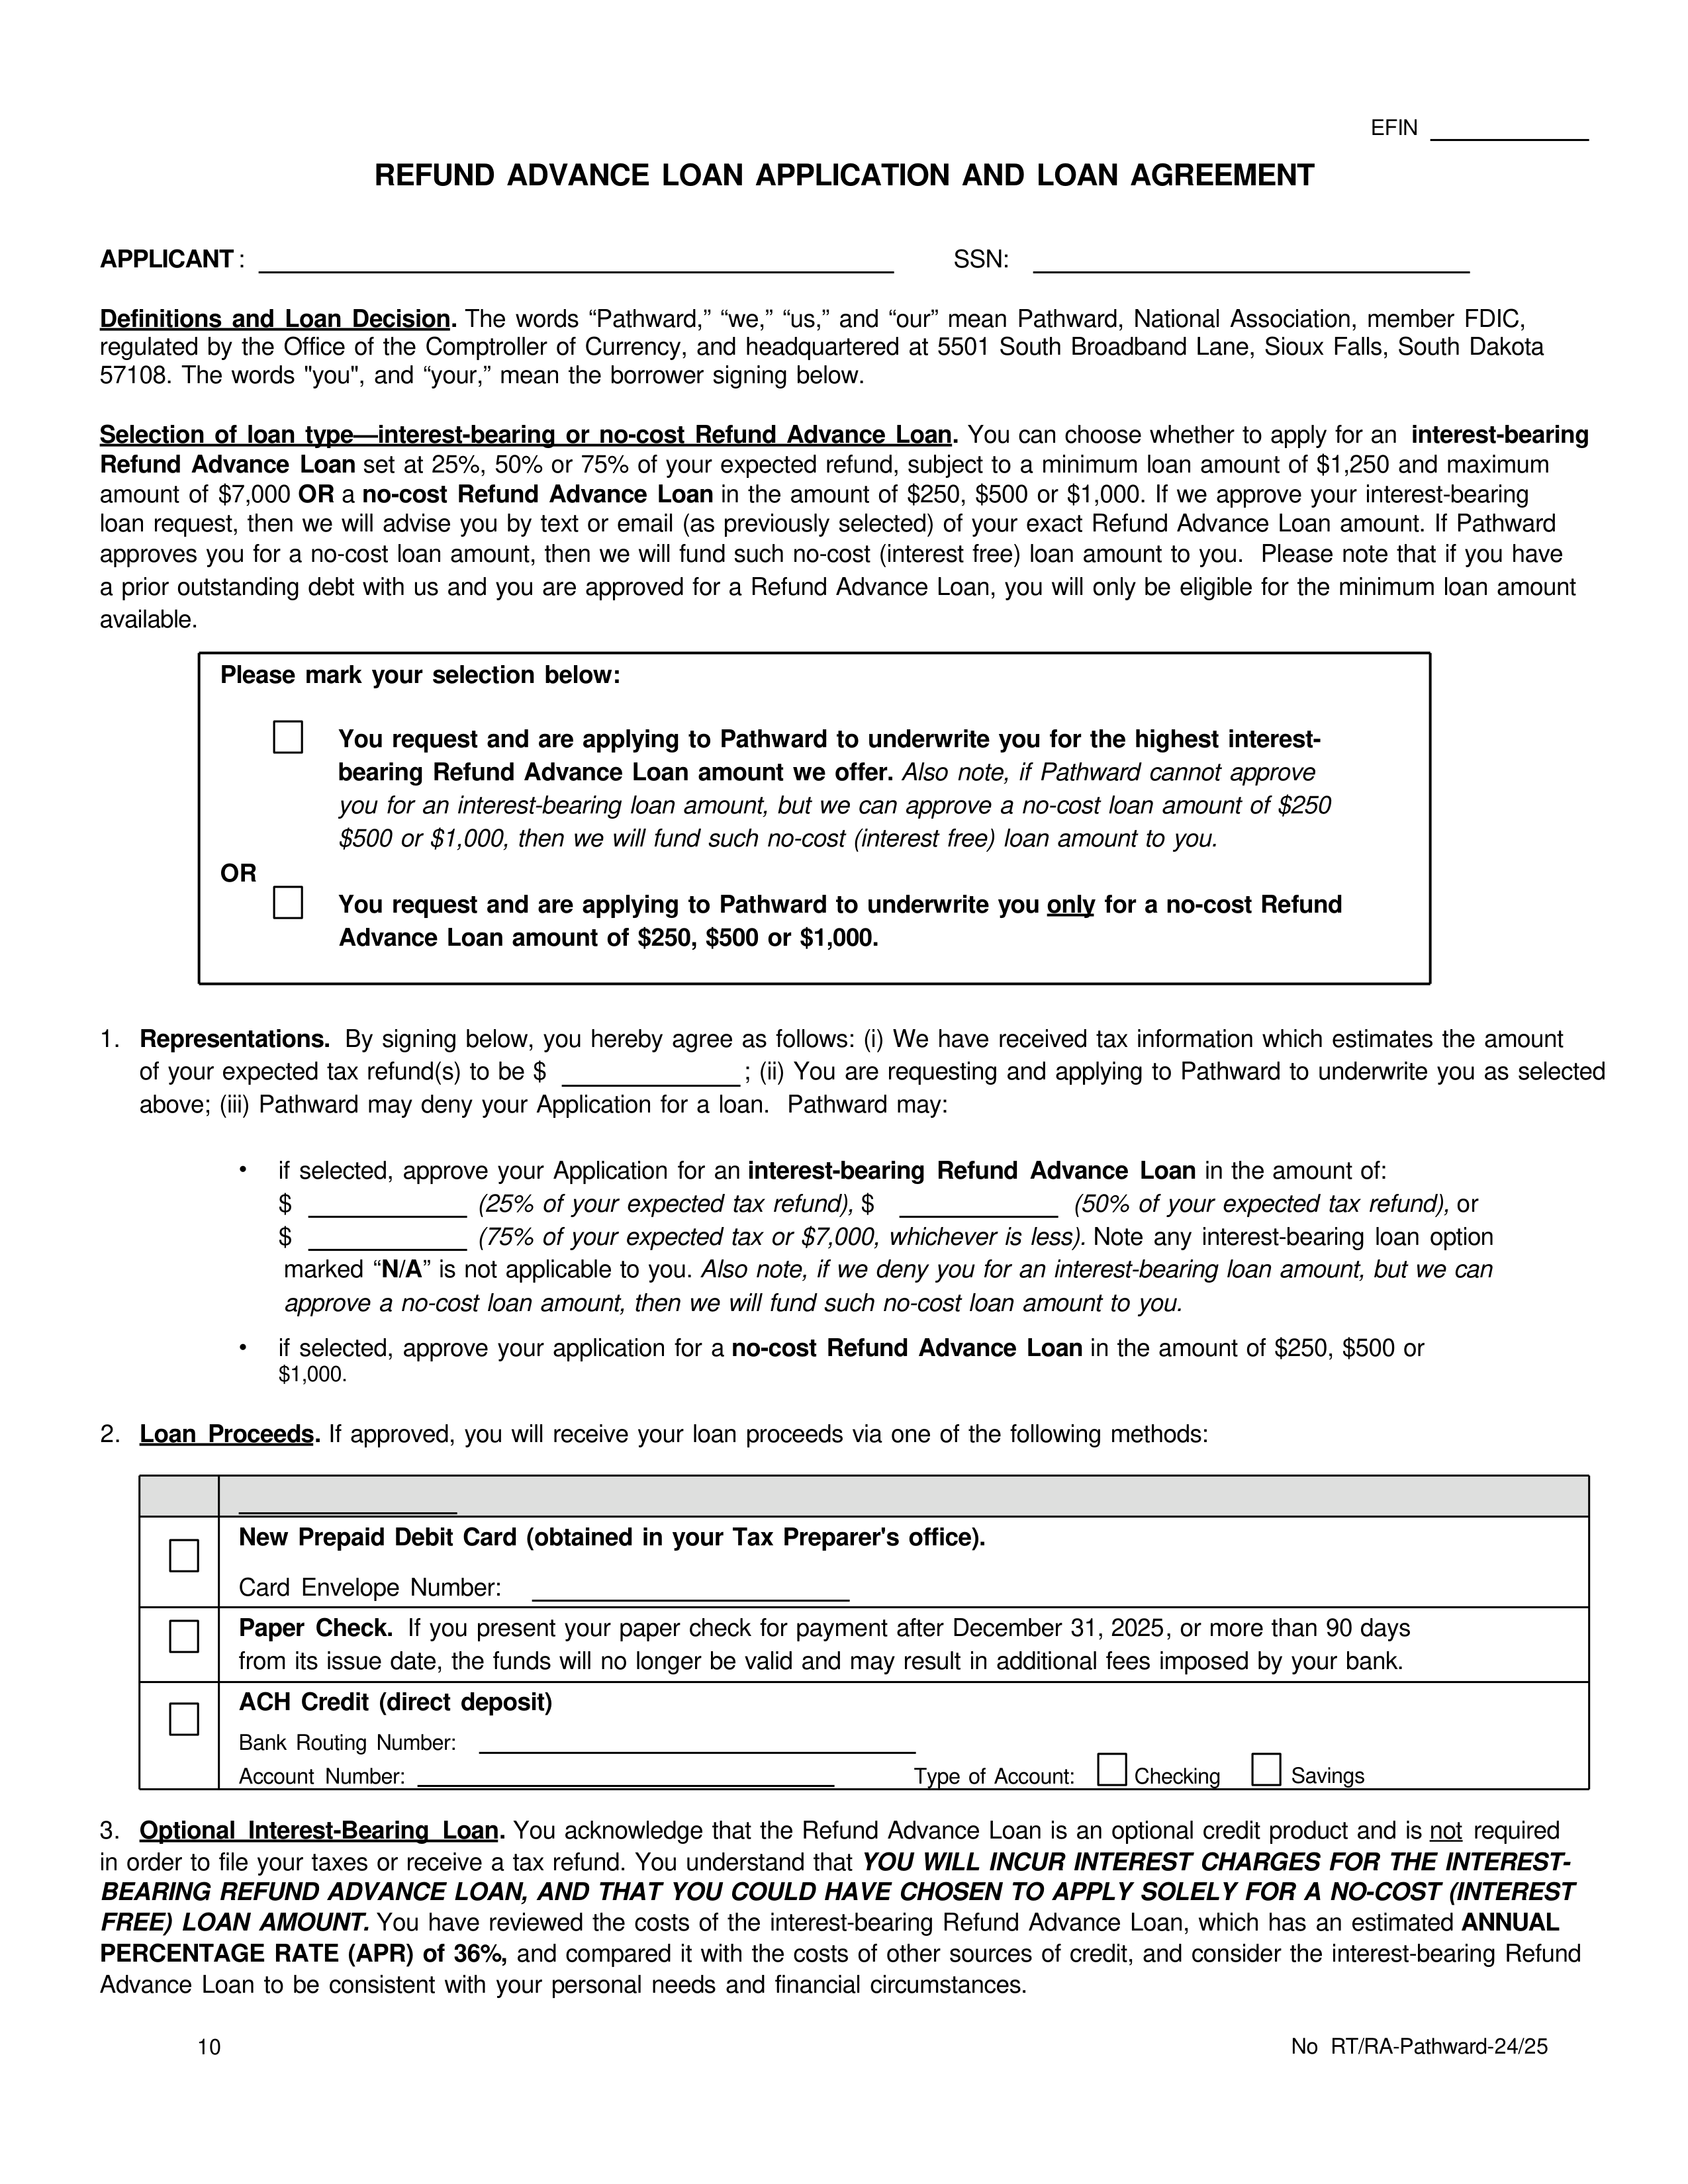 EFIN
REFUND ADVANCE LOAN APPLICATION AND LOAN AGREEMENT
APPLICANT : SSN:
Definitions and Loan Decision. The words “Pathward,” “we,” “us,” and “our” mean Pathward, National Association, member FDIC,
regulated by the Office of the Comptroller of Currency, and headquartered at 5501 South Broadband Lane, Sioux Falls, South Dakota
57108. The words "you", and “your,” mean the borrower signing below.
Selection of loan type—interest-bearing or no-cost Refund Advance Loan. You can choose whether to apply for an interest-bearing
Refund Advance Loan set at 25%, 50% or 75% of your expected refund, subject to a minimum loan amount of $1,250 and maximum
amount of $7,000 OR a no-cost Refund Advance Loan in the amount of $250, $500 or $1,000. If we approve your interest-bearing
loan request, then we will advise you by text or email (as previously selected) of your exact Refund Advance Loan amount. If Pathward
approves you for a no-cost loan amount, then we will fund such no-cost (interest free) loan amount to you. Please note that if you have
a prior outstanding debt with us and you are approved for a Refund Advance Loan, you will only be eligible for the minimum loan amount
available.
Please mark your selection below:
You request and are applying to Pathward to underwrite you for the highest interest-
bearing Refund Advance Loan amount we offer. Also note, if Pathward cannot approve
you for an interest-bearing loan amount, but we can approve a no-cost loan amount of $250
$500 or $1,000, then we will fund such no-cost (interest free) loan amount to you.
OR
You request and are applying to Pathward to underwrite you only for a no-cost Refund
Advance Loan amount of $250, $500 or $1,000.
1. Representations. By signing below, you hereby agree as follows: (i) We have received tax information which estimates the amount
of your expected tax refund(s) to be $ ; (ii) You are requesting and applying to Pathward to underwrite you as selected
above; (iii) Pathward may deny your Application for a loan. Pathward may:
• if selected, approve your Application for an interest-bearing Refund Advance Loan in the amount of:
$ (25% of your expected tax refund), $ (50% of your expected tax refund), or
$ (75% of your expected tax or $7,000, whichever is less). Note any interest-bearing loan option
marked “N/A” is not applicable to you. Also note, if we deny you for an interest-bearing loan amount, but we can
approve a no-cost loan amount, then we will fund such no-cost loan amount to you.
• if selected, approve your application for a no-cost Refund Advance Loan in the amount of $250, $500 or
$1,000.
2. Loan Proceeds. If approved, you will receive your loan proceeds via one of the following methods:
New Prepaid Debit Card (obtained in your Tax Preparer's office).
Card Envelope Number:
Paper Check. If you present your paper check for payment after December 31, 2025, or more than 90 days
from its issue date, the funds will no longer be valid and may result in additional fees imposed by your bank.
ACH Credit (direct deposit)
Bank Routing Number:
Account Number: Type of Account: Checking Savings
3. Optional Interest-Bearing Loan. You acknowledge that the Refund Advance Loan is an optional credit product and is not required
in order to file your taxes or receive a tax refund. You understand that YOU WILL INCUR INTEREST CHARGES FOR THE INTEREST-
BEARING REFUND ADVANCE LOAN, AND THAT YOU COULD HAVE CHOSEN TO APPLY SOLELY FOR A NO-COST (INTEREST
FREE) LOAN AMOUNT. You have reviewed the costs of the interest-bearing Refund Advance Loan, which has an estimated ANNUAL
PERCENTAGE RATE (APR) of 36%, and compared it with the costs of other sources of credit, and consider the interest-bearing Refund
Advance Loan to be consistent with your personal needs and financial circumstances.
10 No RT/RA-Pathward-24/25